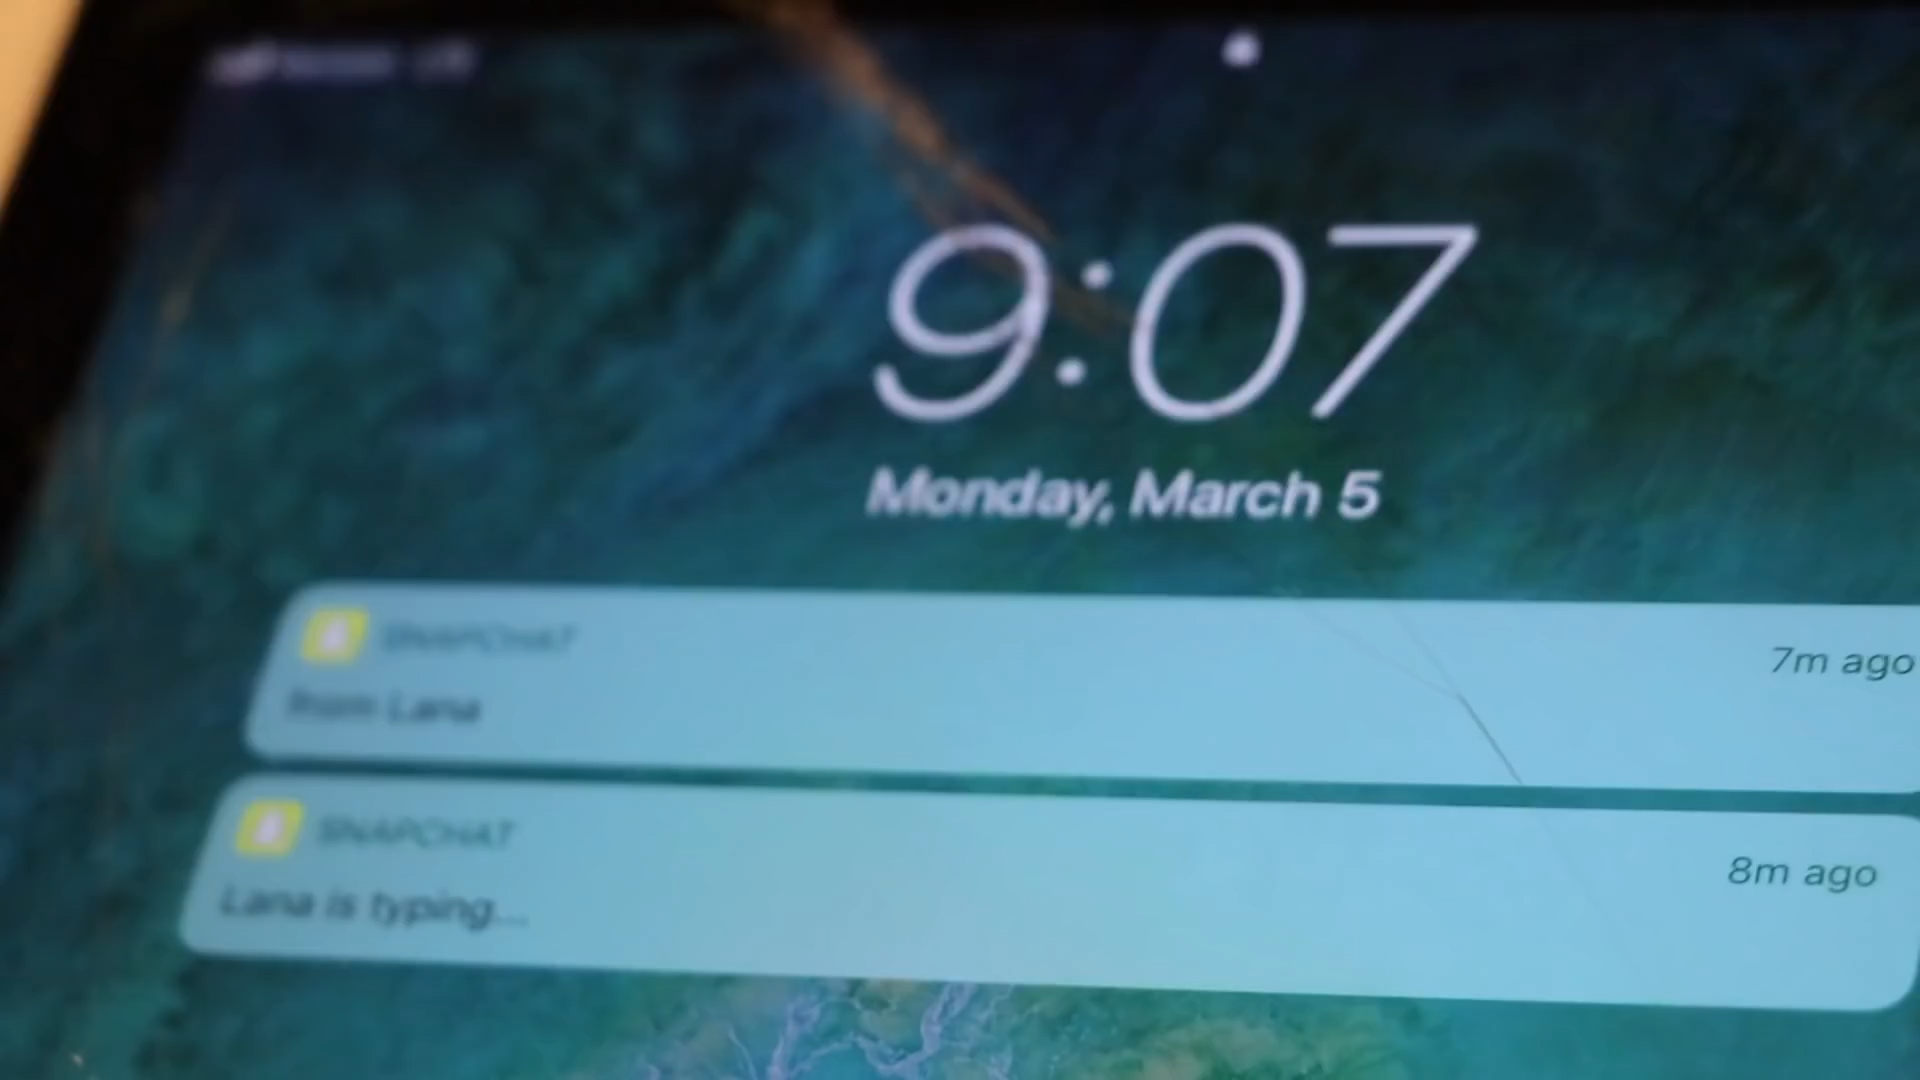 9:07
Monday, March 5
SNAPCHAT
7m ago
from Lana
SNAPCHAT
8m ago
Lana is typing...